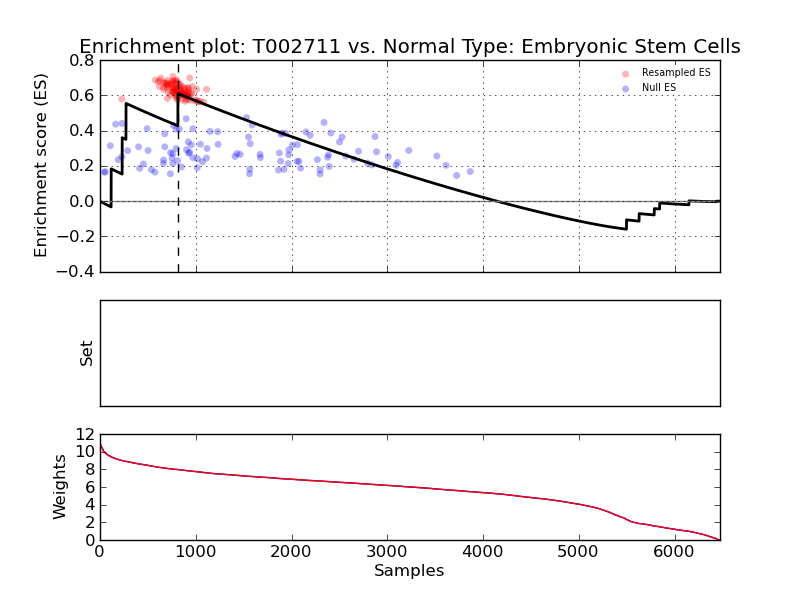 Enrichment plot: T002711 vs. Normal Type: Embryonic Stem Cells
Enrichment score (ES)
0.8
0.6
0.4
0.2
0.0
−0.2
−0.4
Resampled ES
Null ES
Set
Weights
12
10
8
6
4
2
0
0 1000 2000 3000 4000 5000 6000
Samples